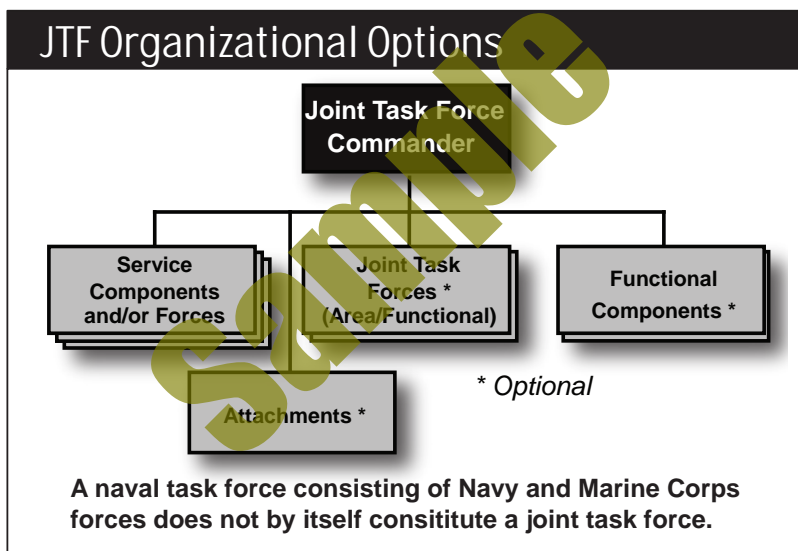 JTF Organizational Options
Joint Task Force
Commander
Service
Components
and/or Forces
Joint Task
Forces *
(Area/Functional)
Functional
Components *
Attachments *
* Optional
A naval task force consisting of Navy and Marine Corps
forces does not by itself consititute a joint task force.
Sample